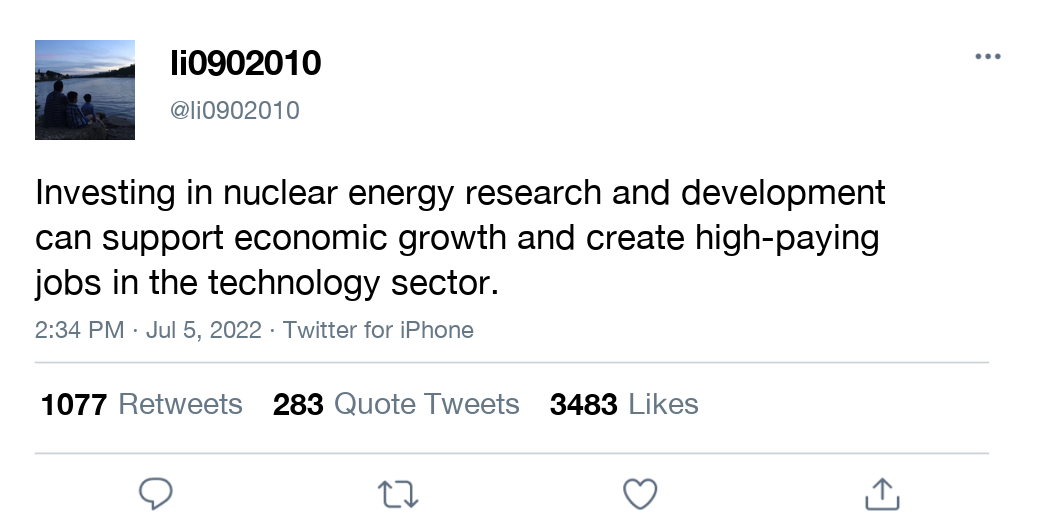 li0902010
@li0902010
Investing in nuclear energy research and development
can support economic growth and create high-paying
jobs in the technology sector.
2:34 PM · Jul 5, 2022 · Twitter for iPhone
1077 Retweets 283 Quote Tweets 3483 Likes